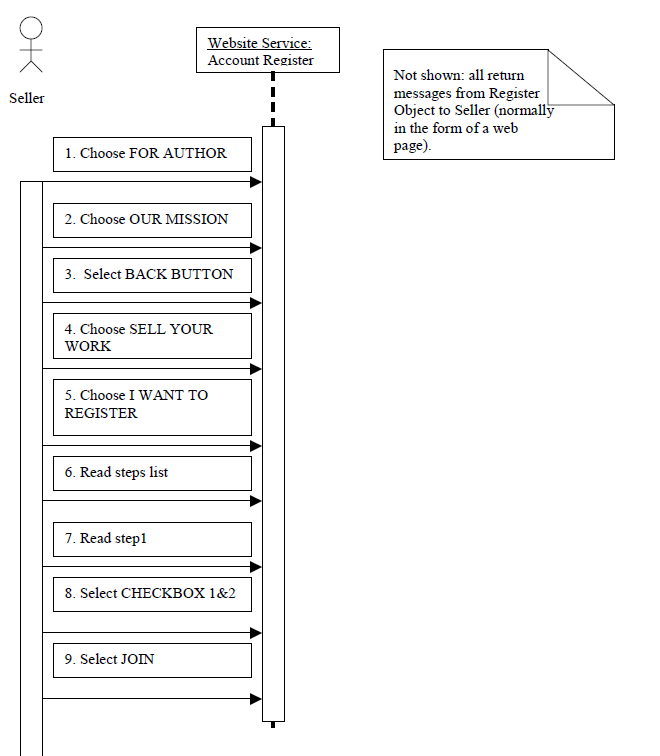 Website Service:
Account Register
Seller
Not shown: all return
messages from Register
Object to Seller (normally
in the form of a web
page).
1. Choose FOR AUTHOR
2. Choose OUR MISSION
3.  Select BACK BUTTON
4. Choose SELL YOUR
WORK
5. Choose I WANT TO
REGISTER
6. Read steps list
7. Read step1
8. Select CHECKBOX 1&2
9. Select JOIN